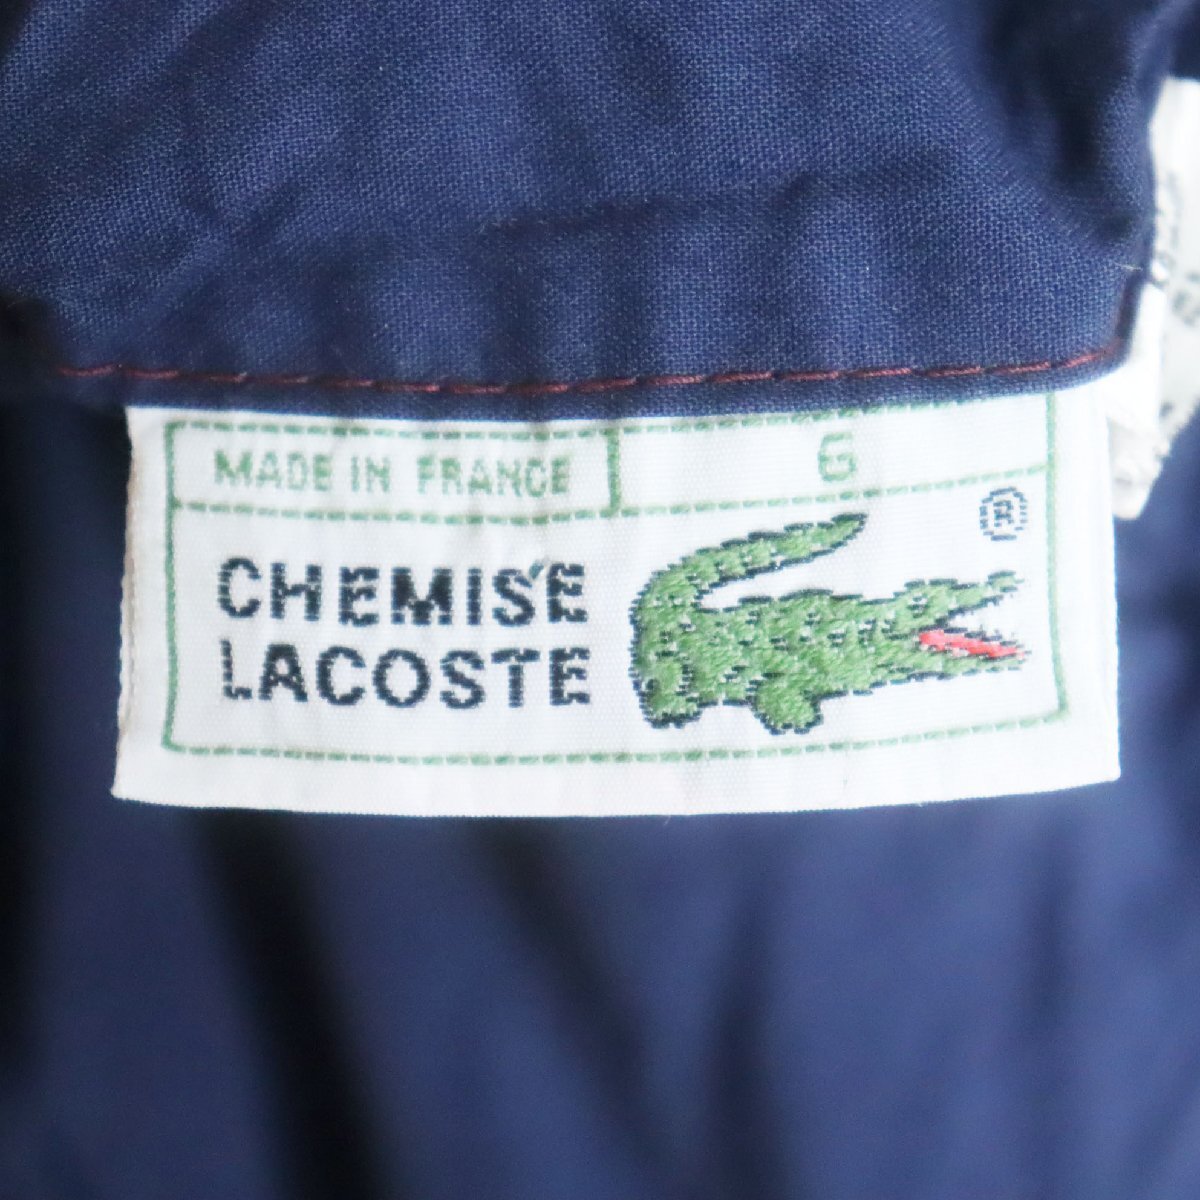 MADE IN FRANCE 6
CHEMISE
LACOSTE
®